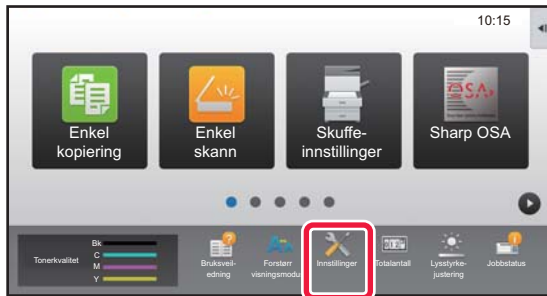 10:15
Enkel
kopiering
Enkel
skann
Skuffe-
innstillinger
Sharp OSA
Tonerkvalitet
Bk
C
M
Y
Bruksveil-
edning
Forstørr
visningsmodus
Innstillinger
Totalantall
Lysstyrke-
justering
Jobbstatus